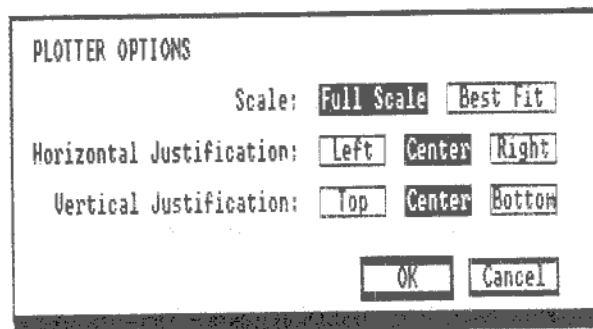 PLOTTER OPTIONS
Scale: Full Scale Best Fit
Horizontal Justification: Left Center Right
Vertical Justification: Top Center Bottom
OK Cancel